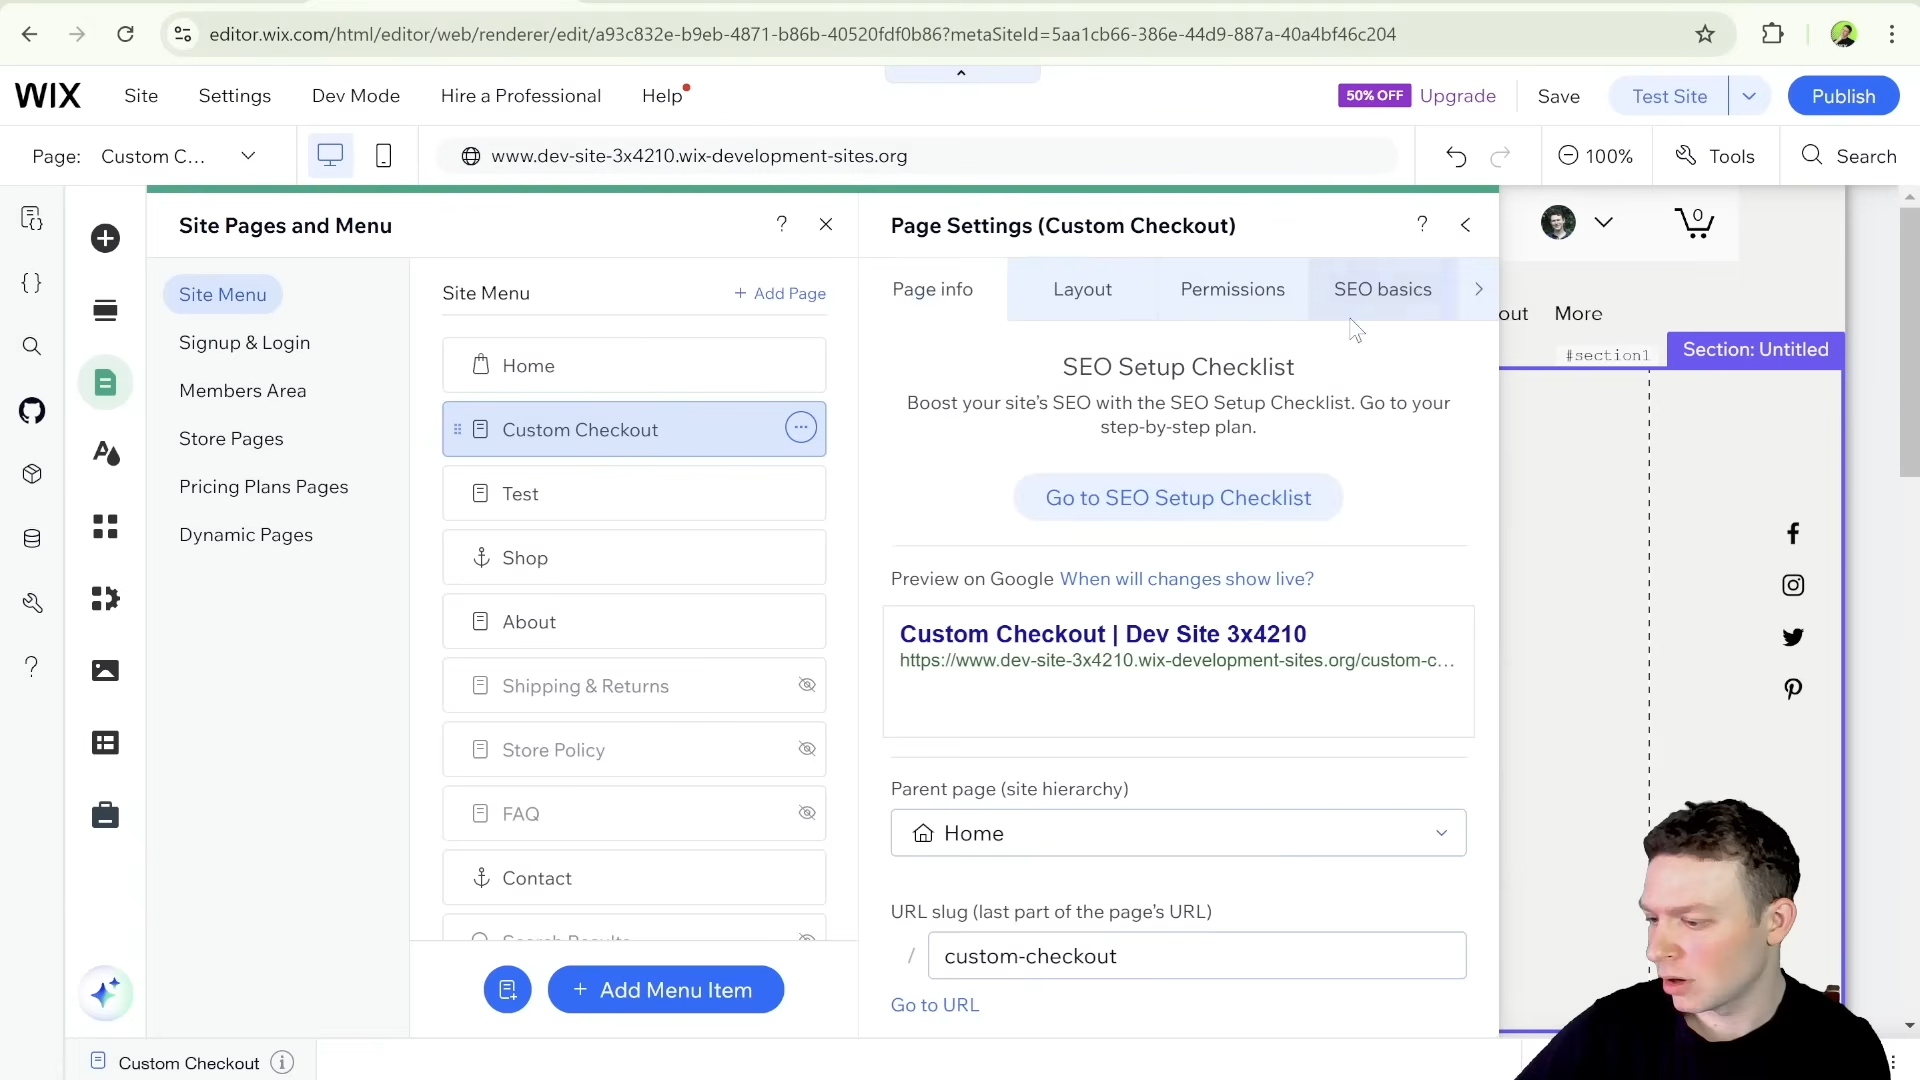 editor.wix.com/html/editor/web/renderer/edit/a93c832e-b9eb-4871-b86b-40520fdf0b86?metaSiteId=5aa1cb66-386e-44d9-887a-40a4bf46c204
WIX Site Settings Dev Mode Hire a Professional Help 50% OFF Upgrade Save Test Site Publish
Page: Custom C... www.dev-site-3x4210.wix-development-sites.org 100% Tools Search
Site Pages and Menu ?
Site Menu
Signup & Login
Members Area
Store Pages
Pricing Plans Pages
Dynamic Pages
Site Menu + Add Page
Home
Custom Checkout
Test
Shop
About
Shipping & Returns
Store Policy
FAQ
Contact
+ Add Menu Item
Page Settings (Custom Checkout) ?
Page info Layout Permissions SEO basics
SEO Setup Checklist
Boost your site's SEO with the SEO Setup Checklist. Go to your
step-by-step plan.
Go to SEO Setup Checklist
Preview on Google When will changes show live?
Custom Checkout | Dev Site 3x4210
https://www.dev-site-3x4210.wix-development-sites.org/custom-c...
Parent page (site hierarchy)
Home
URL slug (last part of the page's URL)
/ custom-checkout
Go to URL
0
out More
#section1 Section: Untitled
Custom Checkout